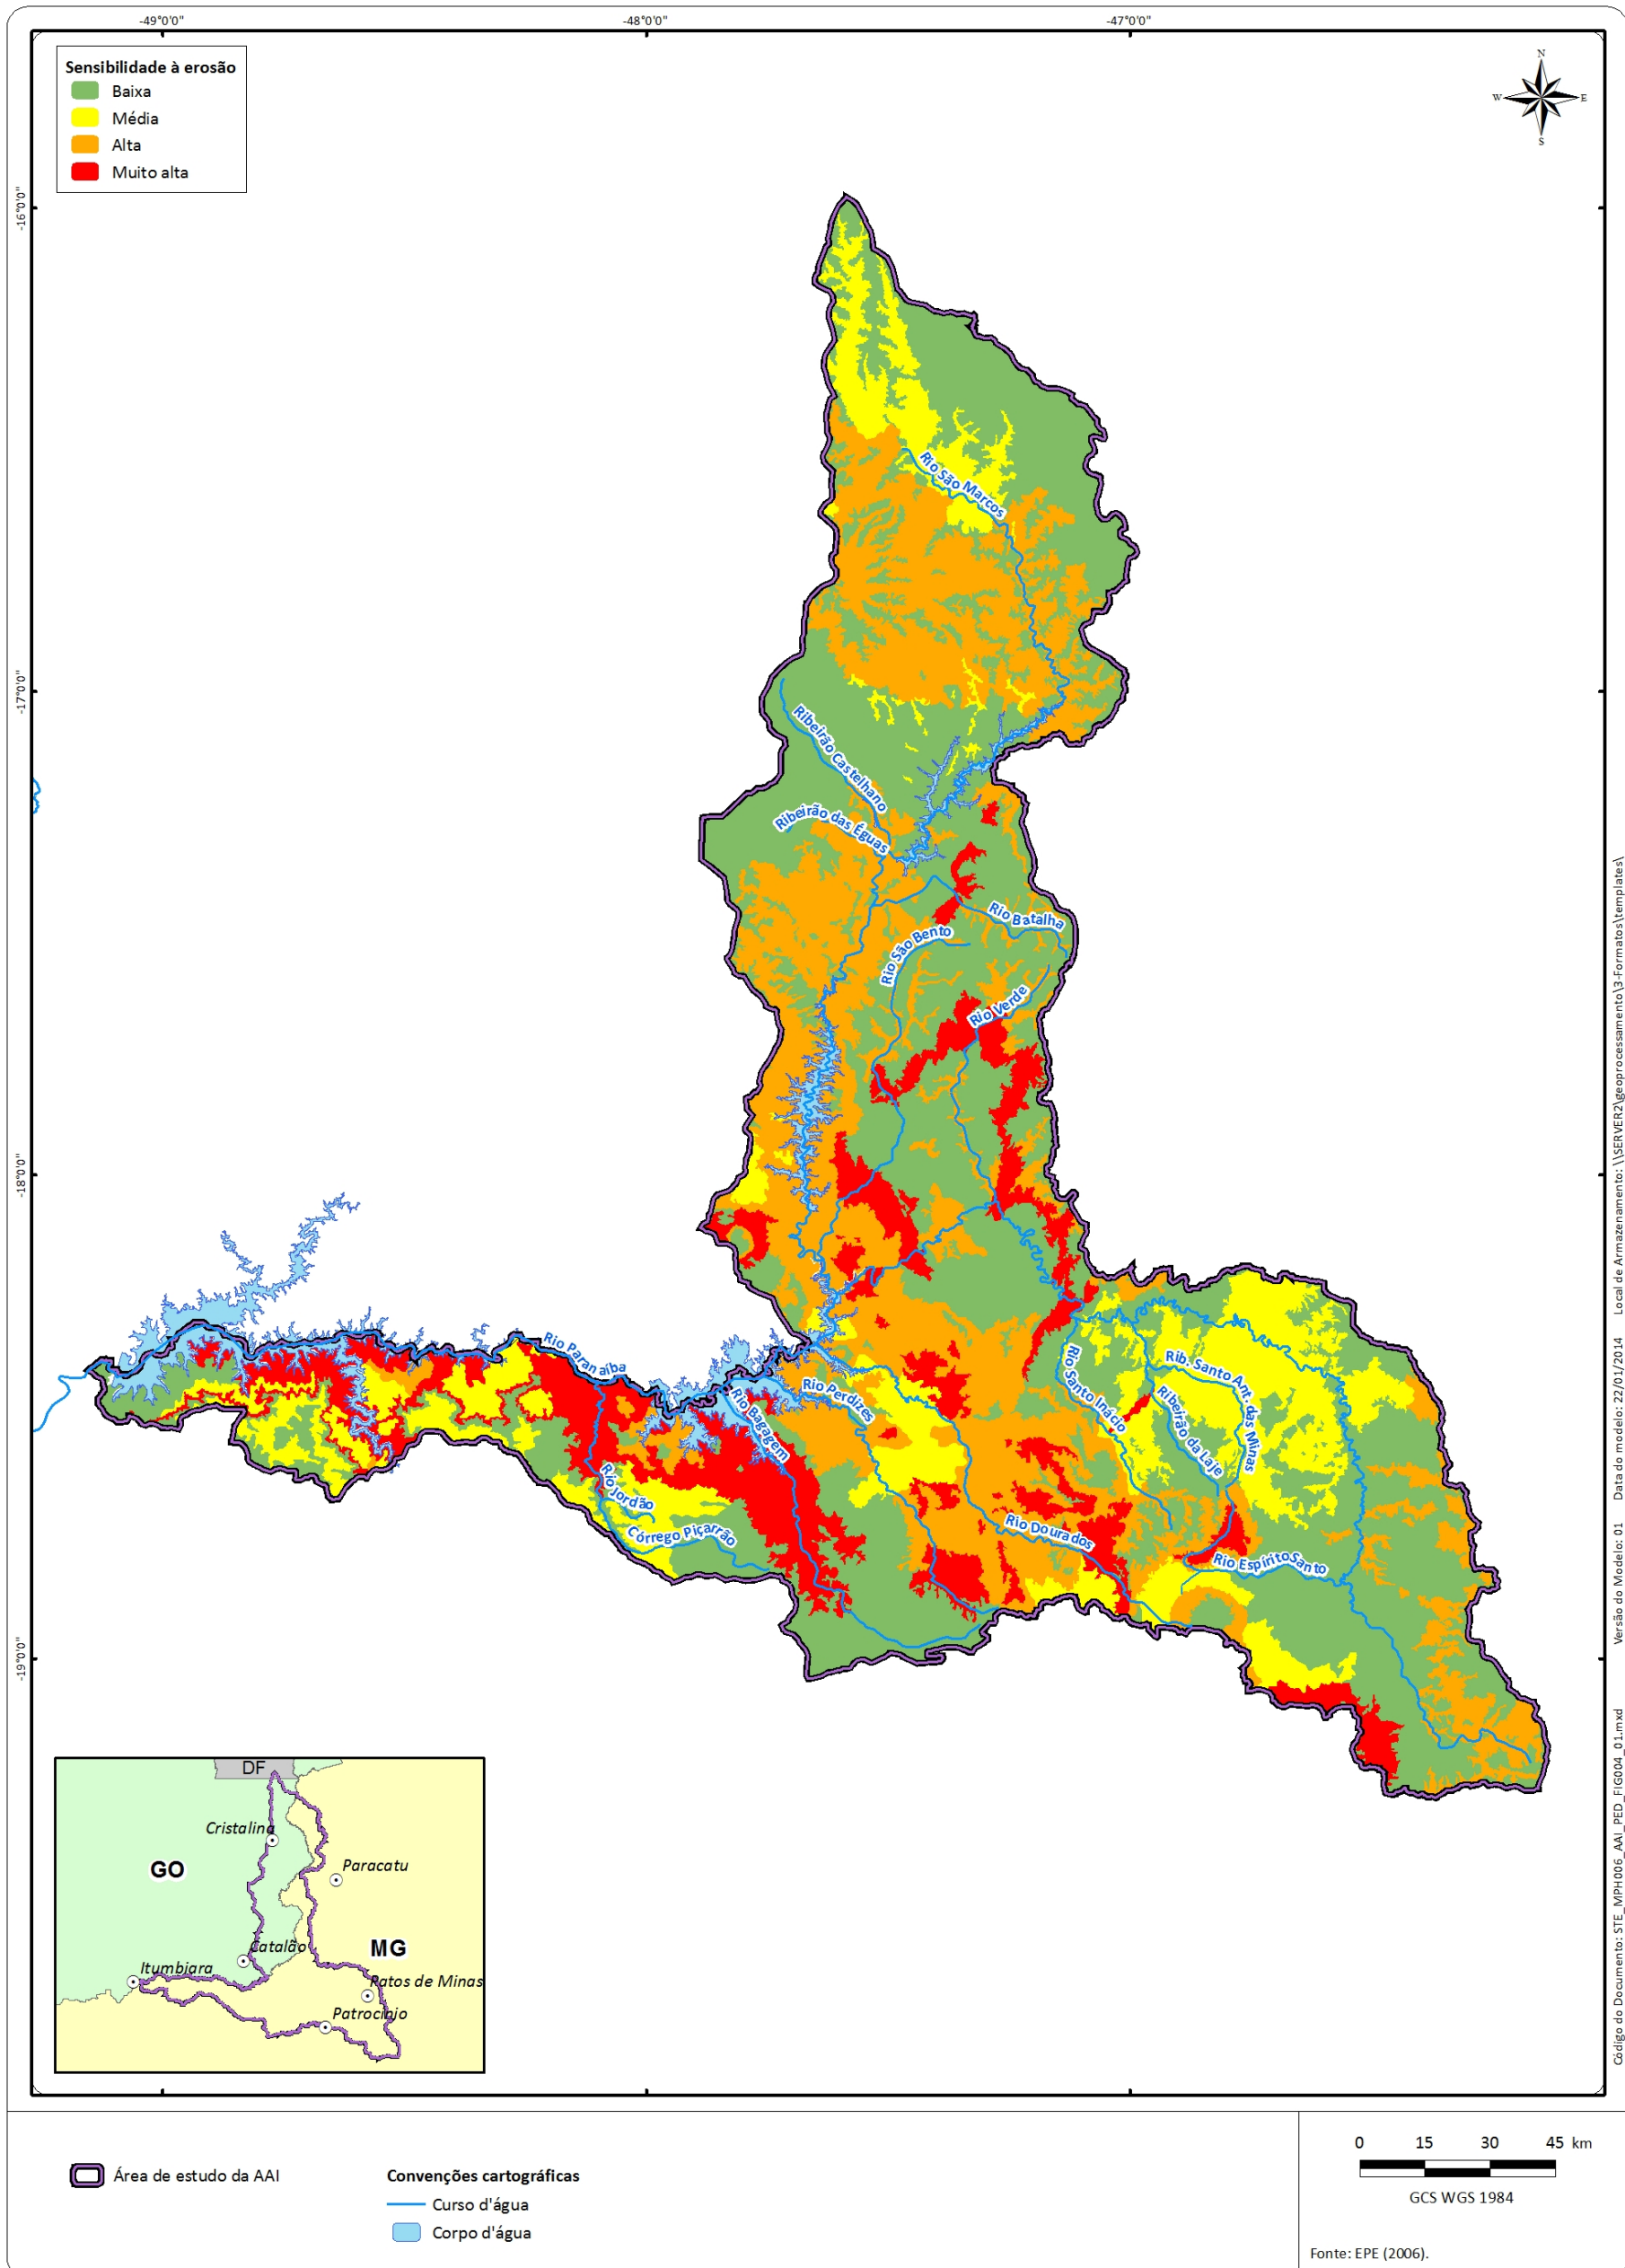 -49°0'0"
-48°0'0"
-47°0'0"
Sensibilidade à erosão
Baixa
Média
Alta
Muito alta
N
W
E
S
-16°0'0"
-17°0'0"
-18°0'0"
-19°0'0"
Rio São Marcos
Ribeirão Castelhano
Ribeirão das Éguas
Rio Batalha
Rio São Bento
Rio Verde
Rio Paranaíba
Rio Perdizes
Rio Bagagem
Rio Santo Inácio
Rib. Santo Ant. das Minas
Ribeirão da Laje
Rio Jordão
Córrego Piçarrão
Rio Dourados
Rio Espírito Santo
DF
Cristalina
GO
Paracatu
Catalão
MG
Itumbiara
Patos de Minas
Patrocinio
Código do Documento: STE_MPH006_AAI_PED_FIG004_01.mxd
Versão do Modelo: 01
Data do modelo: 22/01/2014
Local de Armazenamento: \\SERVER2\geoprocessamento\3-Formatos\templates\
Área de estudo da AAI
Convenções cartográficas
Curso d'água
Corpo d'água
0 15 30 45 km
GCS WGS 1984
Fonte: EPE (2006).